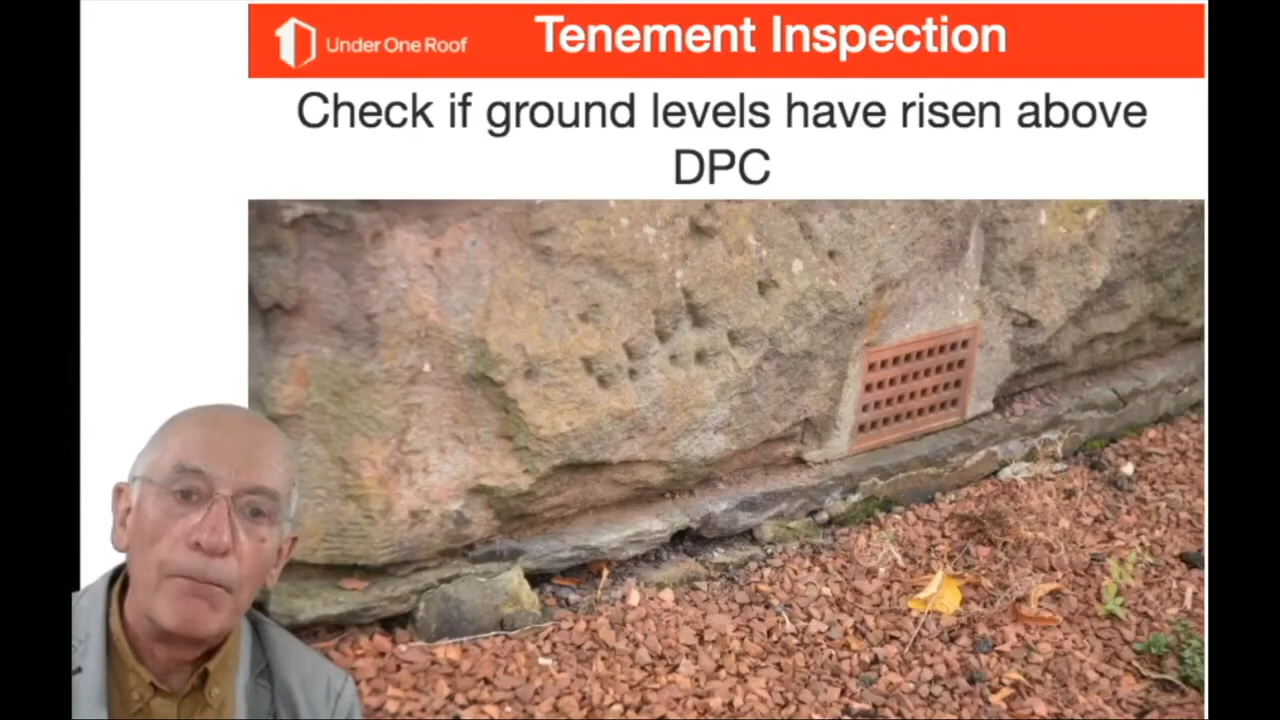 Under One Roof
Tenement Inspection
Check if ground levels have risen above
DPC